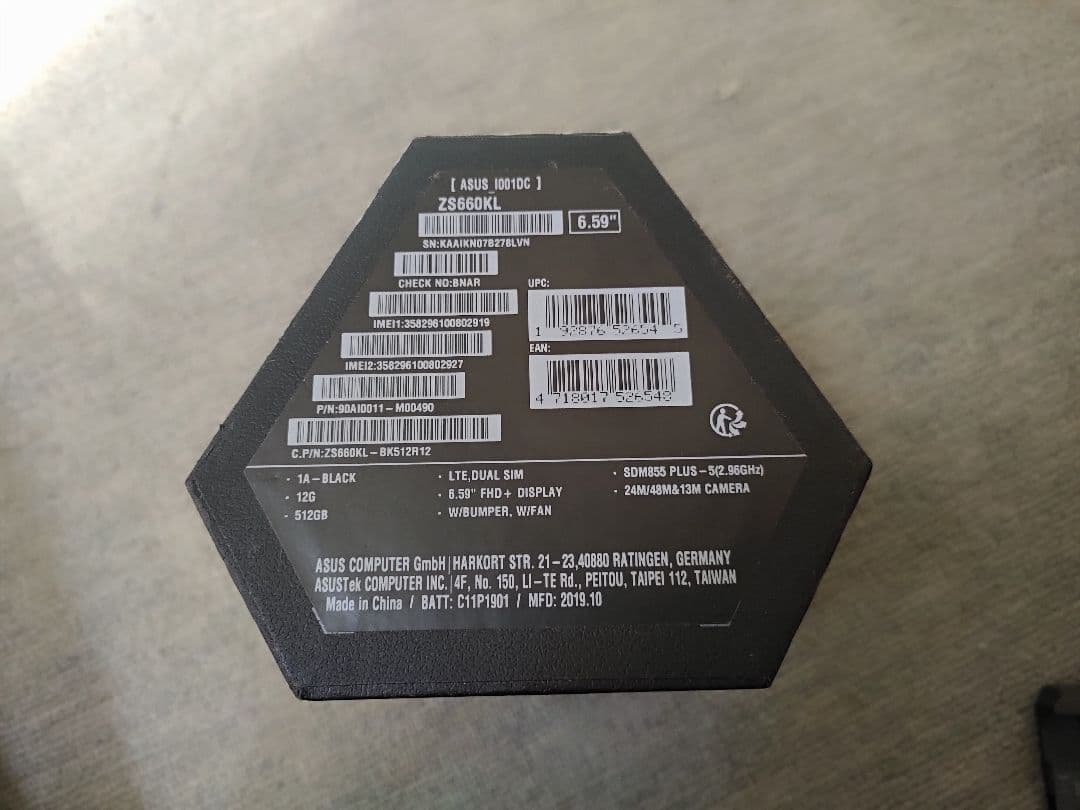 [ ASUS_I001DC ]
ZS660KL
6.59"
SN:KAAIKN07B278LVN
CHECK NO:BNAR
IMEI1:358296100802919
IMEI2:358296100802927
P/N:90AI0011-M00490
C.P/N:ZS660KL-BK512R12
UPC:
1 92876 52654 5
EAN:
4 718017 526548
- 1A-BLACK
- 12G
- 512GB
- LTE,DUAL SIM
- 6.59" FHD+ DISPLAY
- W/BUMPER, W/FAN
- SDM855 PLUS-5(2.96GHz)
- 24M/48M&13M CAMERA
ASUS COMPUTER GmbH|HARKORT STR. 21-23,40880 RATINGEN, GERMANY
ASUSTek COMPUTER INC.|4F, No. 150, LI-TE Rd., PEITOU, TAIPEI 112, TAIWAN
Made in China / BATT: C11P1901 / MFD: 2019.10